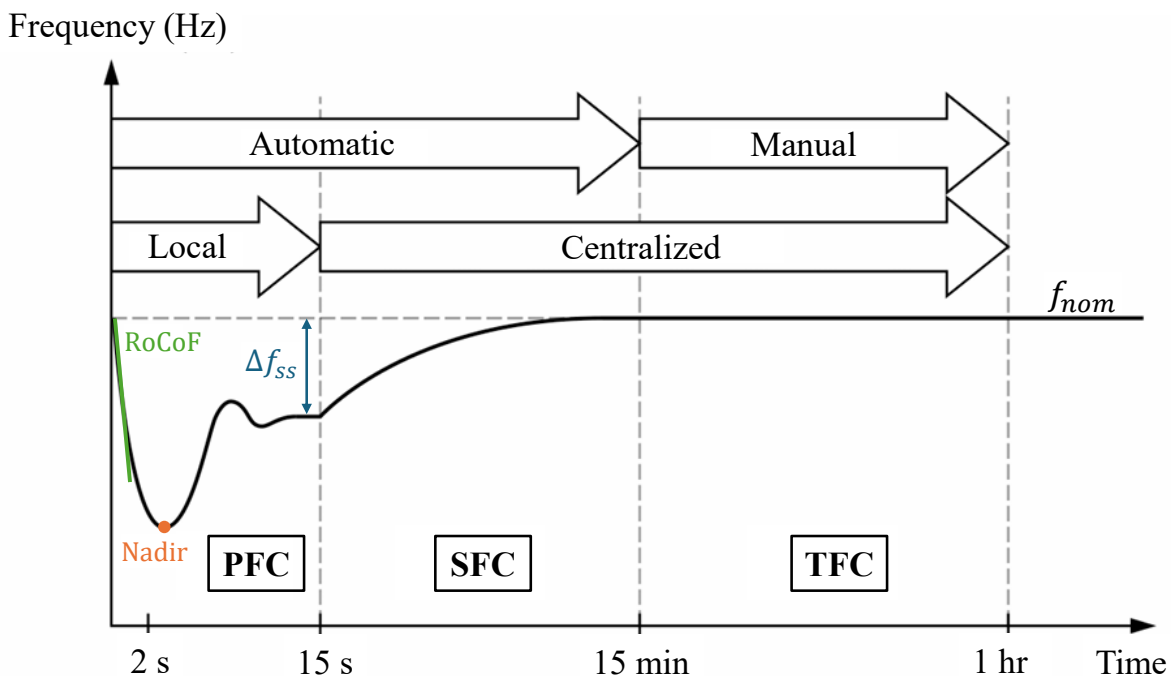 Frequency (Hz)
Automatic
Manual
Local
Centralized
f_nom
RoCoF
Δf_ss
Nadir
PFC
SFC
TFC
2 s
15 s
15 min
1 hr
Time